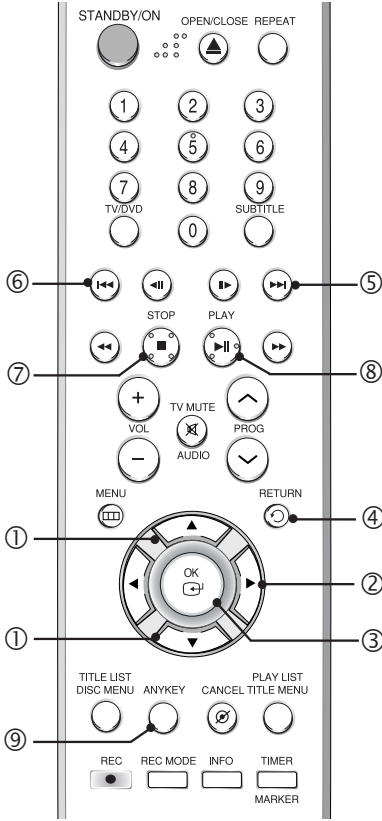 STANDBY/ON
OPEN/CLOSE REPEAT
1 2 3
4 5 6
7 8 9
TV/DVD
SUBTITLE
0
⑥
⑤
STOP
PLAY
⑦
⑧
+
TV MUTE
VOL
PROG
–
AUDIO
MENU
RETURN
④
①
OK
②
③
①
TITLE LIST
DISC MENU
ANYKEY
CANCEL
PLAY LIST
TITLE MENU
⑨
REC
REC MODE
INFO
TIMER
MARKER